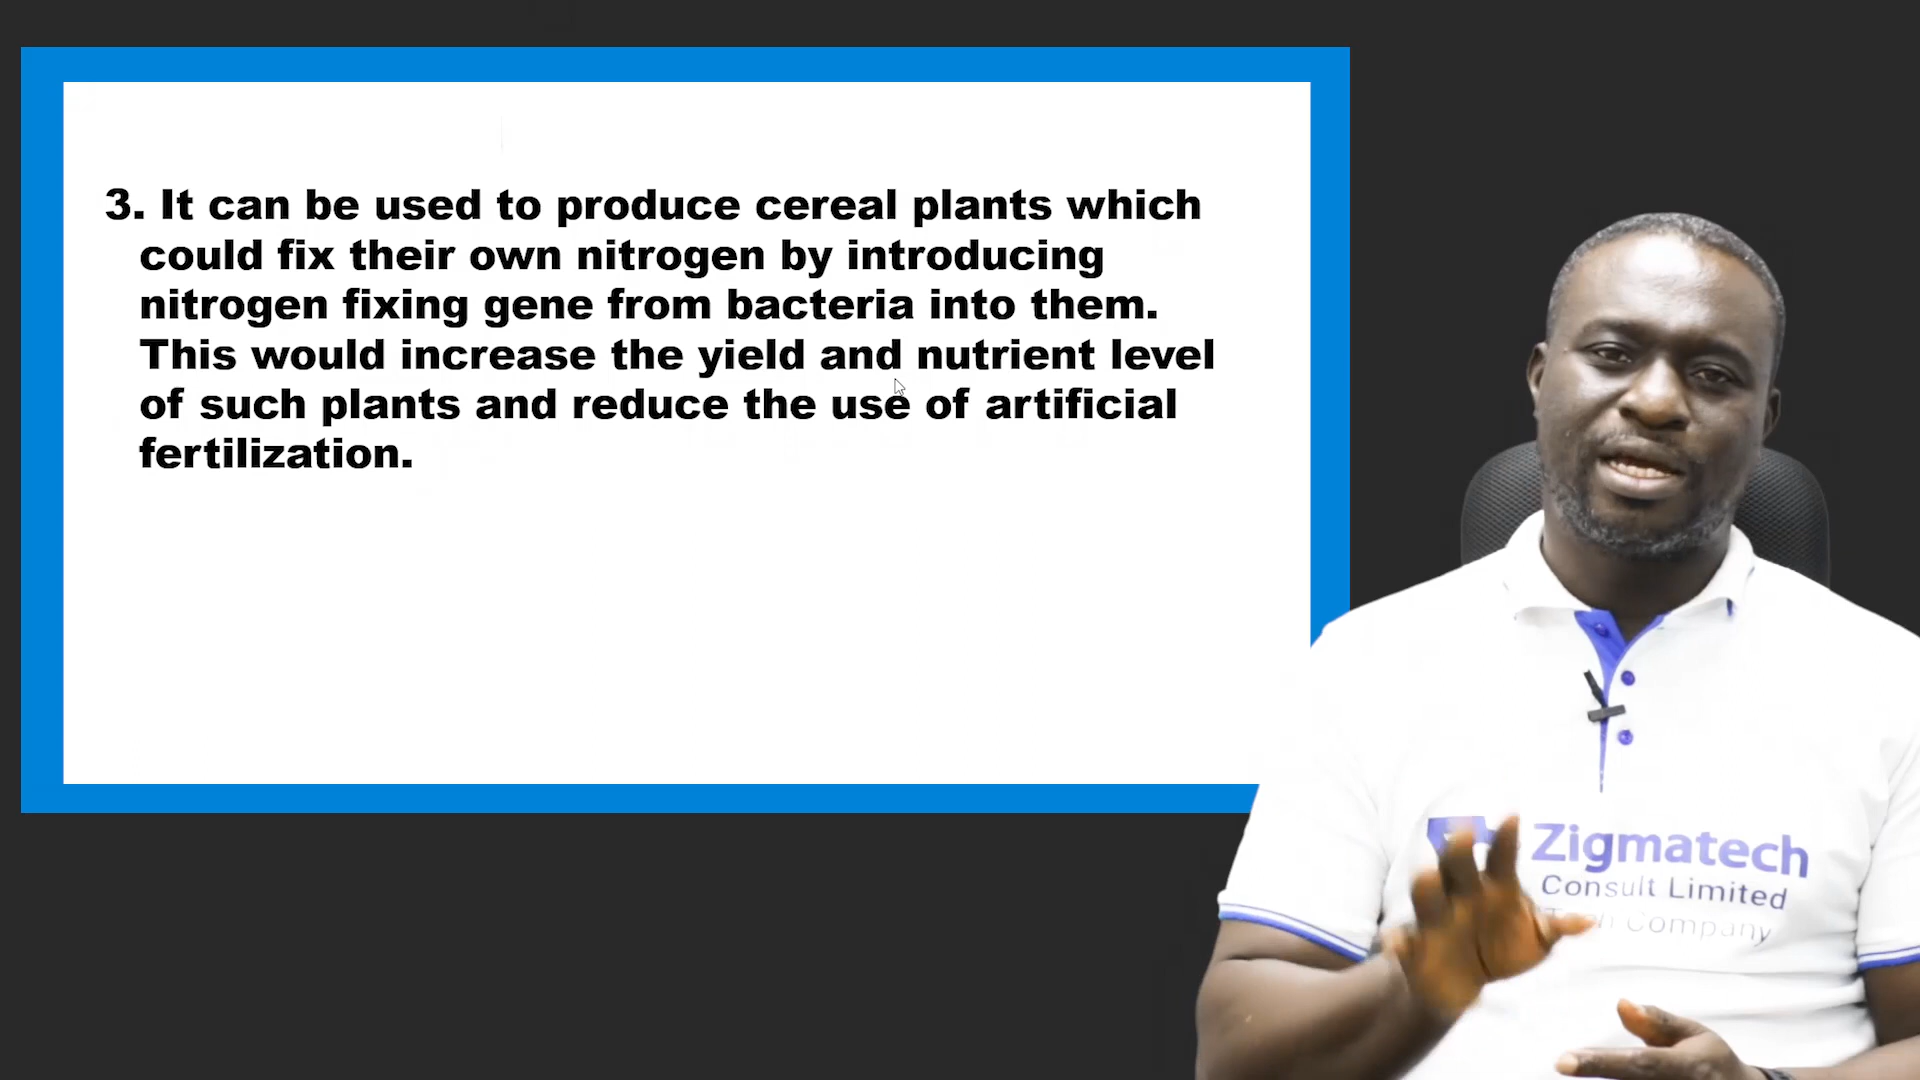 3. It can be used to produce cereal plants which
could fix their own nitrogen by introducing
nitrogen fixing gene from bacteria into them.
This would increase the yield and nutrient level
of such plants and reduce the use of artificial
fertilization.
Zigmatech
Consult Limited
Company